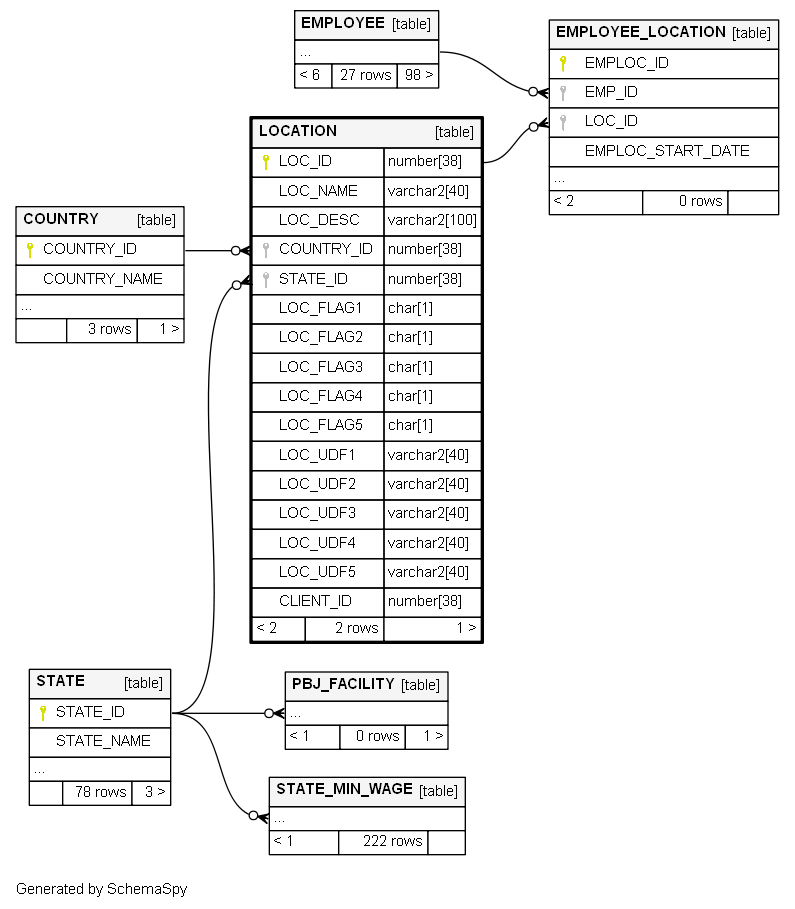 EMPLOYEE [table]
...
< 6 27 rows 98 >
EMPLOYEE_LOCATION [table]
EMPLOC_ID
EMP_ID
LOC_ID
EMPLOC_START_DATE
...
< 2 0 rows
LOCATION [table]
LOC_ID number[38]
LOC_NAME varchar2[40]
LOC_DESC varchar2[100]
COUNTRY_ID number[38]
STATE_ID number[38]
LOC_FLAG1 char[1]
LOC_FLAG2 char[1]
LOC_FLAG3 char[1]
LOC_FLAG4 char[1]
LOC_FLAG5 char[1]
LOC_UDF1 varchar2[40]
LOC_UDF2 varchar2[40]
LOC_UDF3 varchar2[40]
LOC_UDF4 varchar2[40]
LOC_UDF5 varchar2[40]
CLIENT_ID number[38]
< 2 2 rows 1 >
COUNTRY [table]
COUNTRY_ID
COUNTRY_NAME
...
3 rows 1 >
STATE [table]
STATE_ID
STATE_NAME
...
78 rows 3 >
PBJ_FACILITY [table]
...
< 1 0 rows 1 >
STATE_MIN_WAGE [table]
...
< 1 222 rows
Generated by SchemaSpy